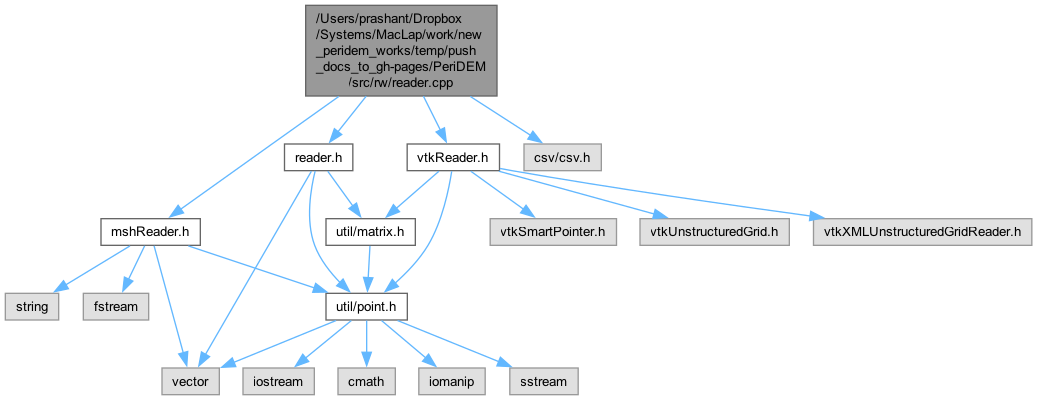 /Users/prashant/Dropbox
/Systems/MacLap/work/new
_peridem_works/temp/push
_docs_to_gh-pages/PeriDEM
/src/rw/reader.cpp
reader.h
vtkReader.h
csv/csv.h
mshReader.h
util/matrix.h
vtkSmartPointer.h
vtkUnstructuredGrid.h
vtkXMLUnstructuredGridReader.h
string
fstream
util/point.h
vector
iostream
cmath
iomanip
sstream